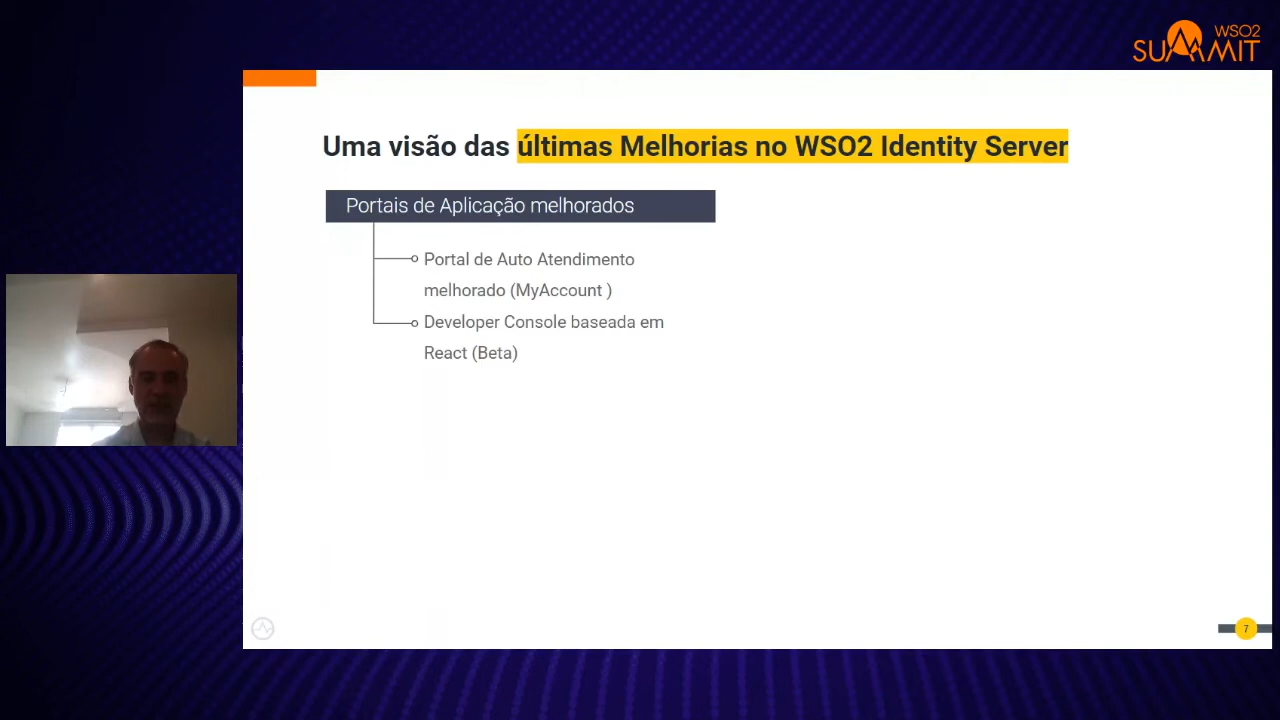 WSO2
SUMMIT
Uma visão das últimas Melhorias no WSO2 Identity Server
Portais de Aplicação melhorados
Portal de Auto Atendimento
melhorado (MyAccount )
Developer Console baseada em
React (Beta)
7